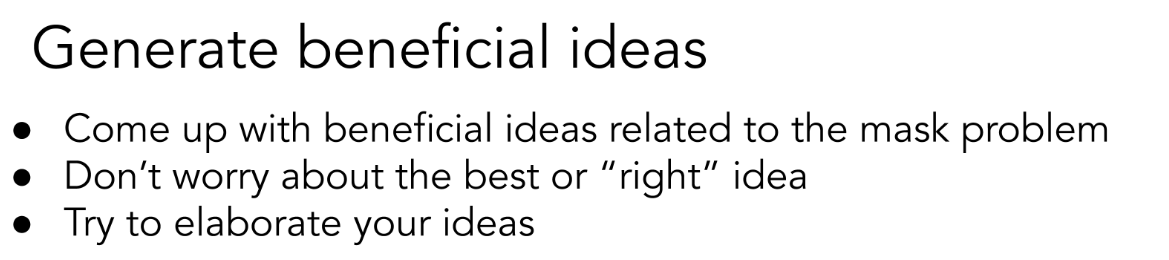 Generate beneficial ideas
● Come up with beneficial ideas related to the mask problem
● Don’t worry about the best or “right” idea
● Try to elaborate your ideas